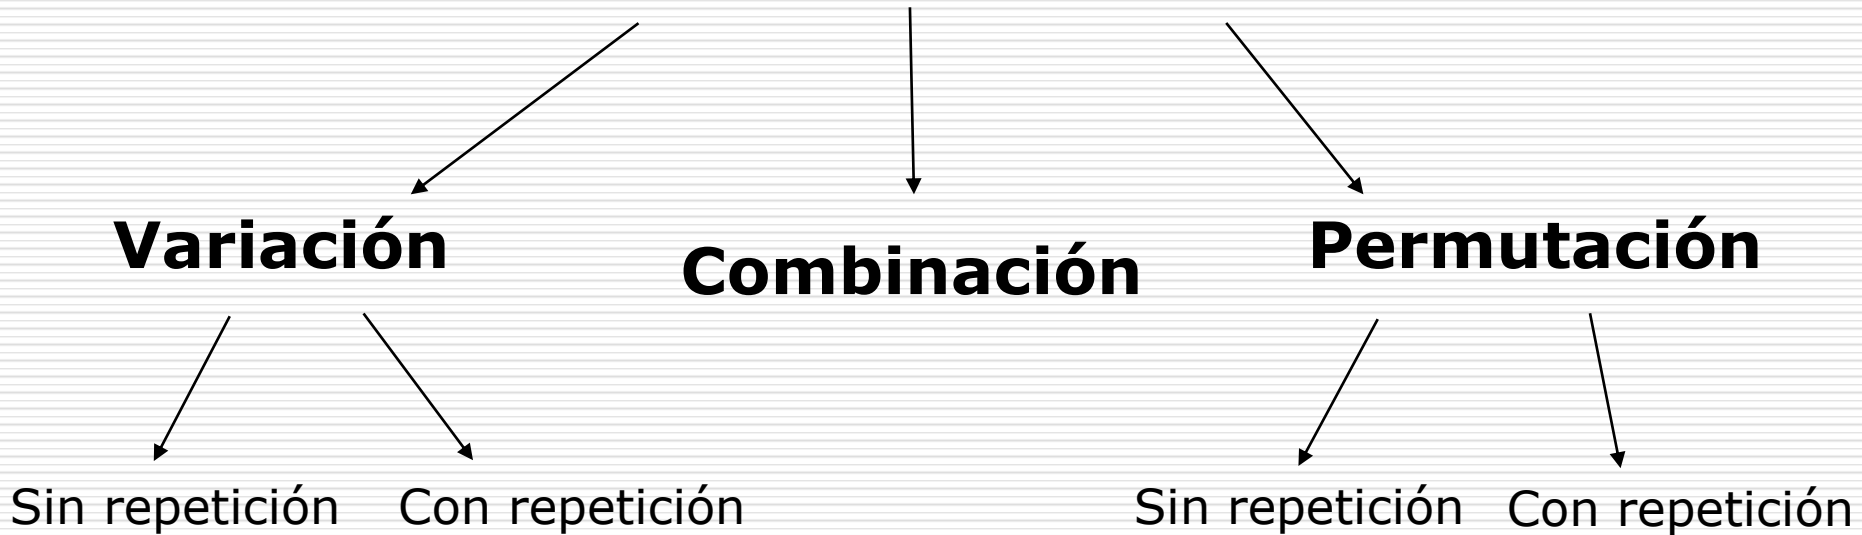 Variación
Combinación
Permutación
Sin repetición
Con repetición
Sin repetición
Con repetición